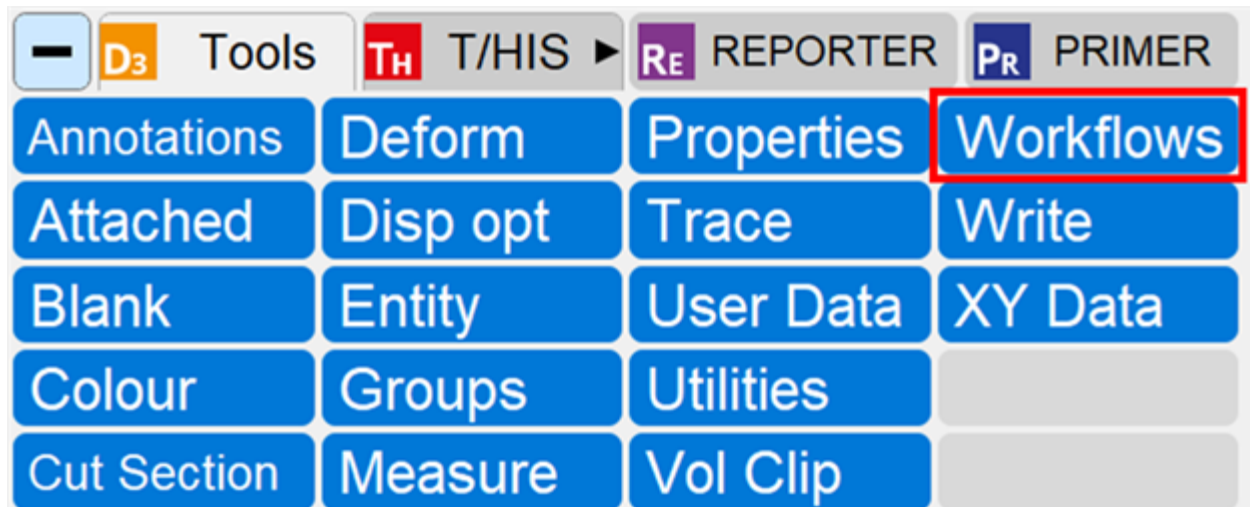 D3 Tools TH T/HIS ► RE REPORTER PR PRIMER
Annotations Deform Properties Workflows
Attached Disp opt Trace Write
Blank Entity User Data XY Data
Colour Groups Utilities
Cut Section Measure Vol Clip